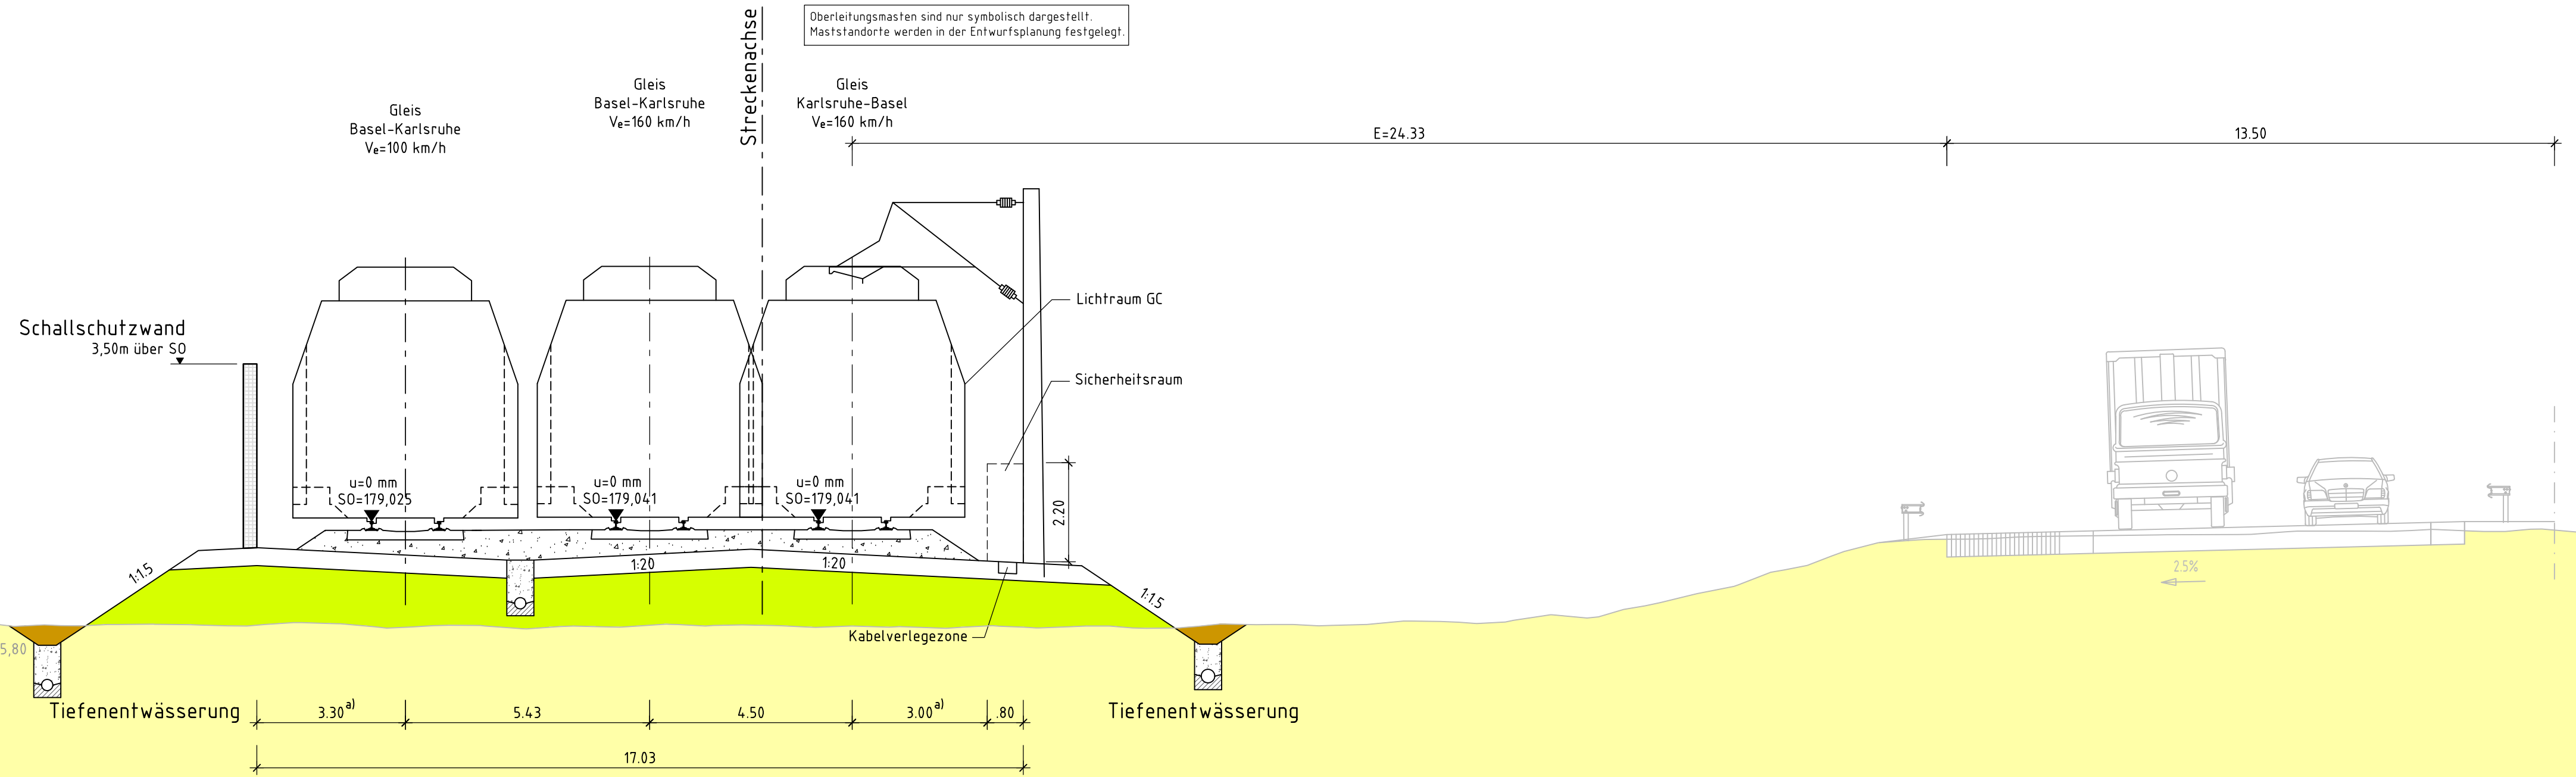 Oberleitungsmasten sind nur symbolisch dargestellt.
Maststandorte werden in der Entwurfsplanung festgelegt.
Streckenachse
Gleis
Basel-Karlsruhe
Ve=100 km/h
Gleis
Basel-Karlsruhe
Ve=160 km/h
Gleis
Karlsruhe-Basel
Ve=160 km/h
E=24.33
13.50
Lichtraum GC
Schallschutzwand
3,50m über SO
Sicherheitsraum
u=0 mm
SO=179,025
u=0 mm
SO=179,041
u=0 mm
SO=179,041
2.20
1:1.5
1:20
1:20
1:1.5
2.5%
Kabelverlegezone
5,80
Tiefenentwässerung
Tiefenentwässerung
3.30a)
5.43
4.50
3.00a)
.80
17.03